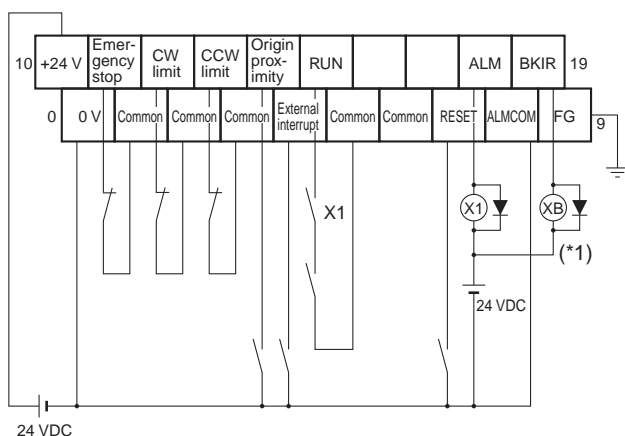 10
+24 V
Emer-
gency
stop
CW
limit
CCW
limit
Origin
prox-
imity
RUN
ALM
BKIR
19
0
0 V
Common
Common
Common
External
interrupt
Common
Common
RESET
ALMCOM
FG
9
X1
X1
XB
(*1)
24 VDC
24 VDC